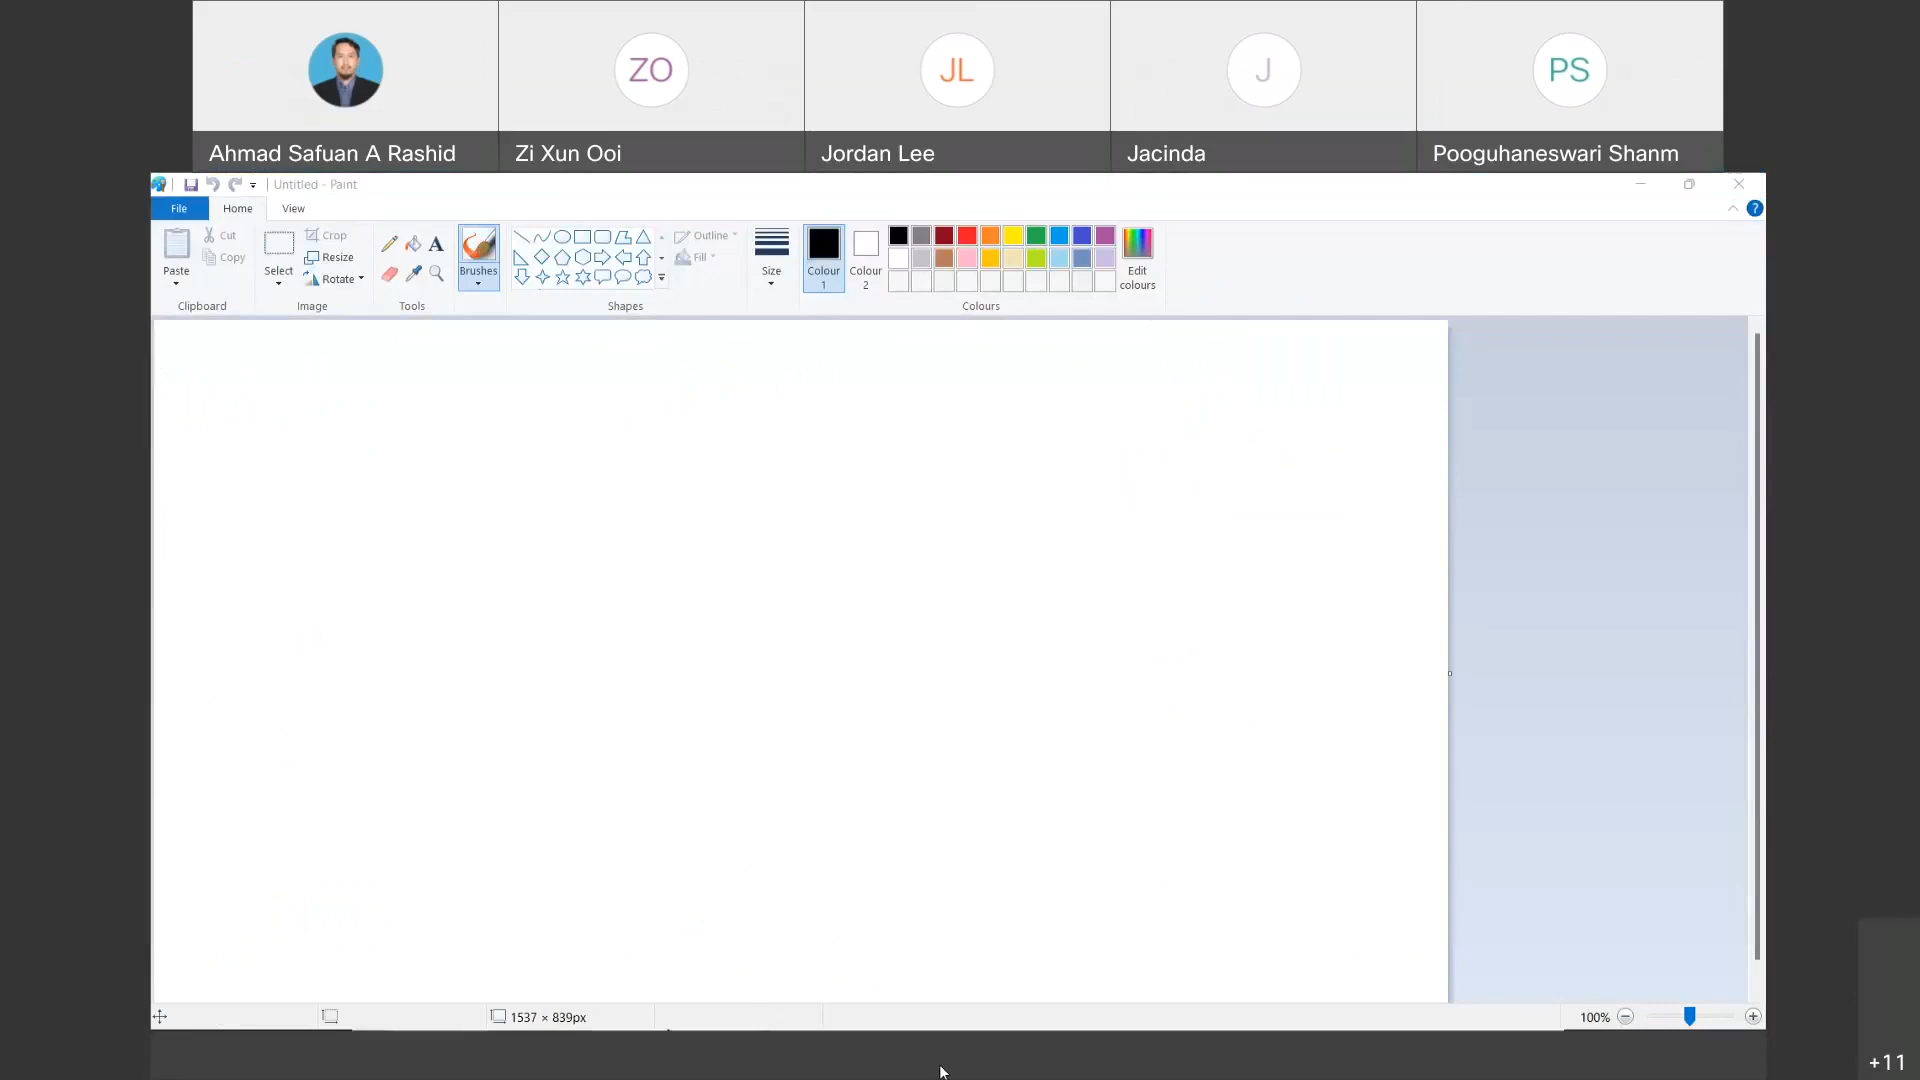 ZO
JL
J
PS
Ahmad Safuan A Rashid
Zi Xun Ooi
Jordan Lee
Jacinda
Pooguhaneswari Shanm
Untitled - Paint
File
Home
View
?
Paste
Cut
Copy
Clipboard
Select
Crop
Resize
Rotate
Image
A
Tools
Brushes
Outline
Fill
Shapes
Size
Colour 1
Colour 2
Edit colours
Colours
1537 × 839px
100%
+11